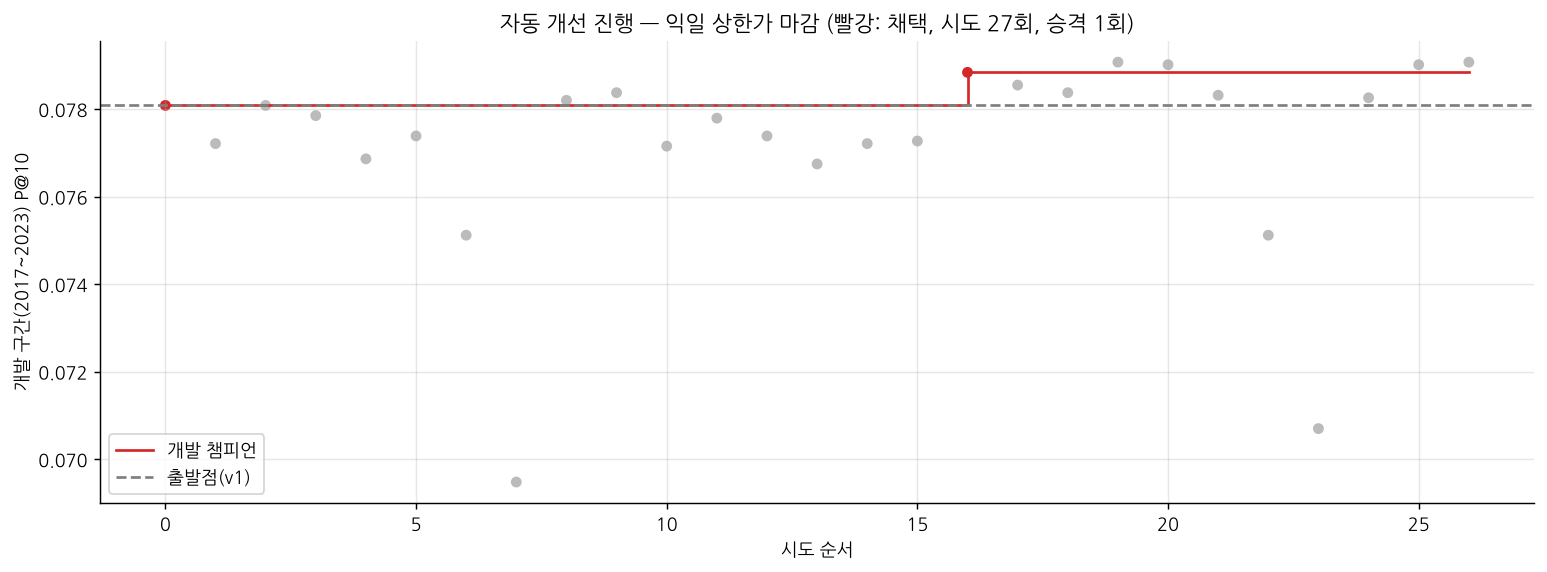 자동 개선 진행 — 익일 상한가 마감 (빨강: 채택, 시도 27회, 승격 1회)
개발 구간(2017~2023) P@10
0.078
0.076
0.074
0.072
0.070
개발 챔피언
출발점(v1)
0 5 10 15 20 25
시도 순서